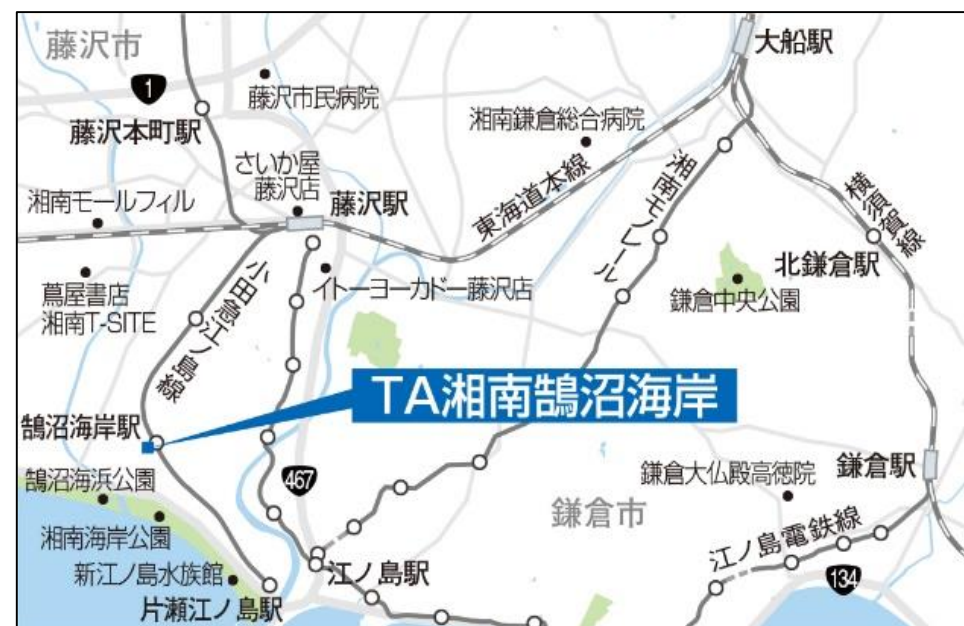 藤沢市
大船駅
1
藤沢市民病院
藤沢本町駅
湘南鎌倉総合病院
さいか屋
藤沢店
湘南モールフィル
藤沢駅
東海道本線
湘南モノレール
横須賀線
北鎌倉駅
蔦屋書店
湘南T-SITE
小田急江ノ島線
イトーヨーカドー藤沢店
鎌倉中央公園
TA湘南鵠沼海岸
鵠沼海岸駅
鵠沼海浜公園
467
鎌倉大仏殿高徳院
鎌倉駅
湘南海岸公園
鎌倉市
江ノ島電鉄線
新江ノ島水族館
江ノ島駅
134
片瀬江ノ島駅